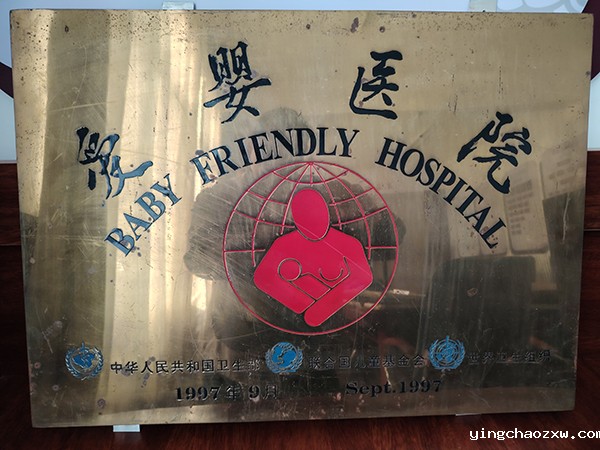 爱婴医院
BABY FRIENDLY HOSPITAL
中华人民共和国卫生部 联合国儿童基金会 世界卫生组织
1997年9月 Sept.1997
yingchaozxw.com